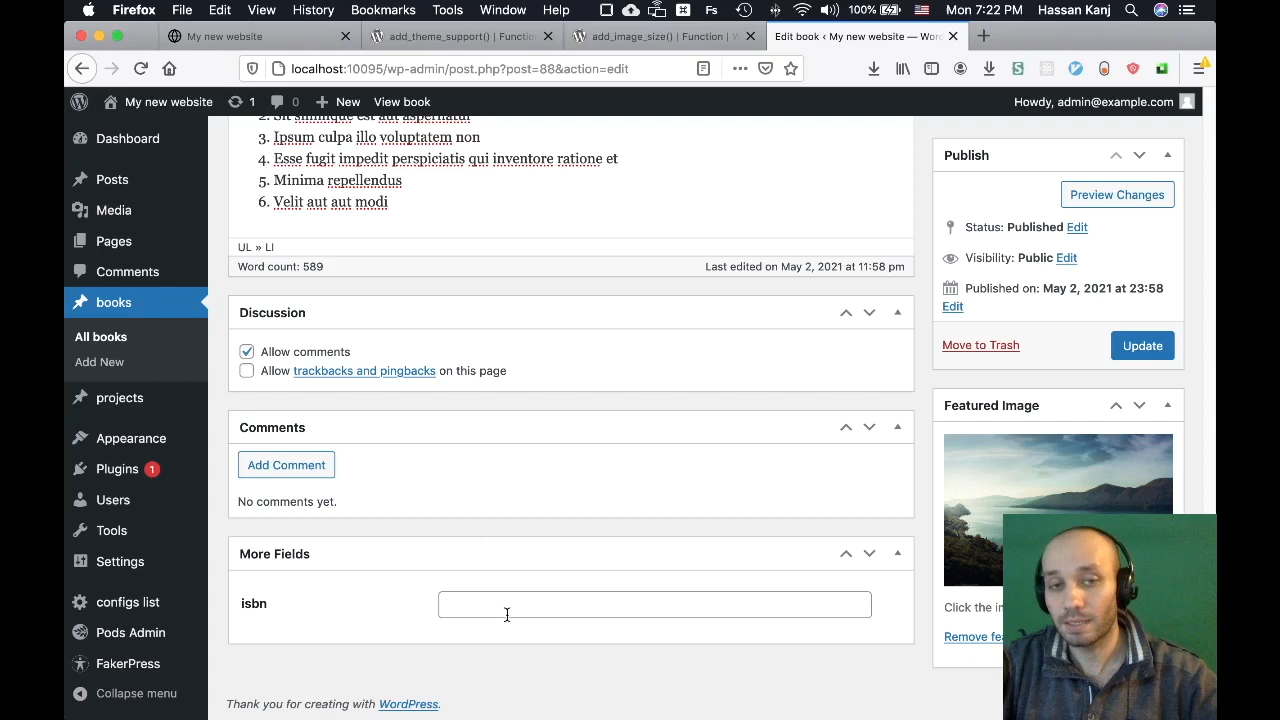 Firefox File Edit View History Bookmarks Tools Window Help Fs 100% Mon 7:22 PM Hassan Kanj
My new website
add_theme_support() | Function
add_image_size() | Function | W
Edit book ‹ My new website — Wor
localhost:10095/wp-admin/post.php?post=88&action=edit
My new website 1 0 New View book Howdy, admin@example.com
Dashboard
Posts
Media
Pages
Comments
books
All books
Add New
projects
Appearance
Plugins 1
Users
Tools
Settings
configs list
Pods Admin
FakerPress
Collapse menu
2. Sit similique est aut aspernatur
3. Ipsum culpa illo voluptatem non
4. Esse fugit impedit perspiciatis qui inventore ratione et
5. Minima repellendus
6. Velit aut aut modi
UL » LI
Word count: 589 Last edited on May 2, 2021 at 11:58 pm
Discussion
Allow comments
Allow trackbacks and pingbacks on this page
Comments
Add Comment
No comments yet.
More Fields
isbn
Thank you for creating with WordPress.
Publish
Preview Changes
Status: Published Edit
Visibility: Public Edit
Published on: May 2, 2021 at 23:58
Edit
Move to Trash Update
Featured Image
Click the
Remove